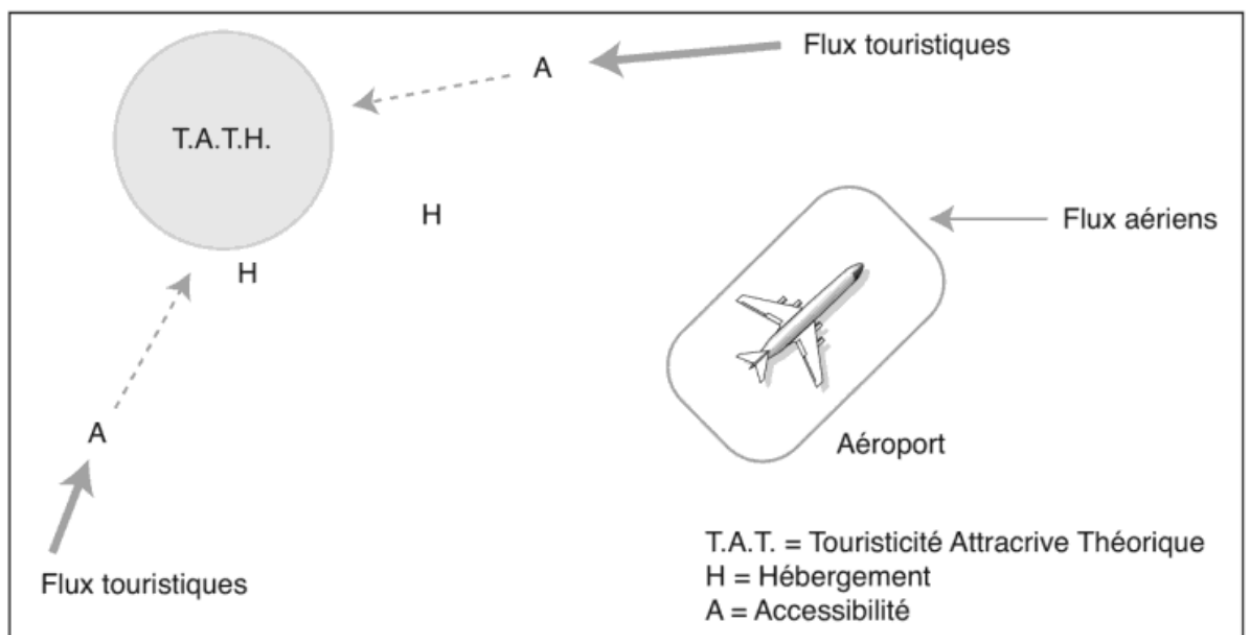 Flux touristiques
A
T.A.T.H.
H
Flux aériens
H
A
Aéroport
Flux touristiques
T.A.T. = Touristicité Attracrive Théorique
H = Hébergement
A = Accessibilité